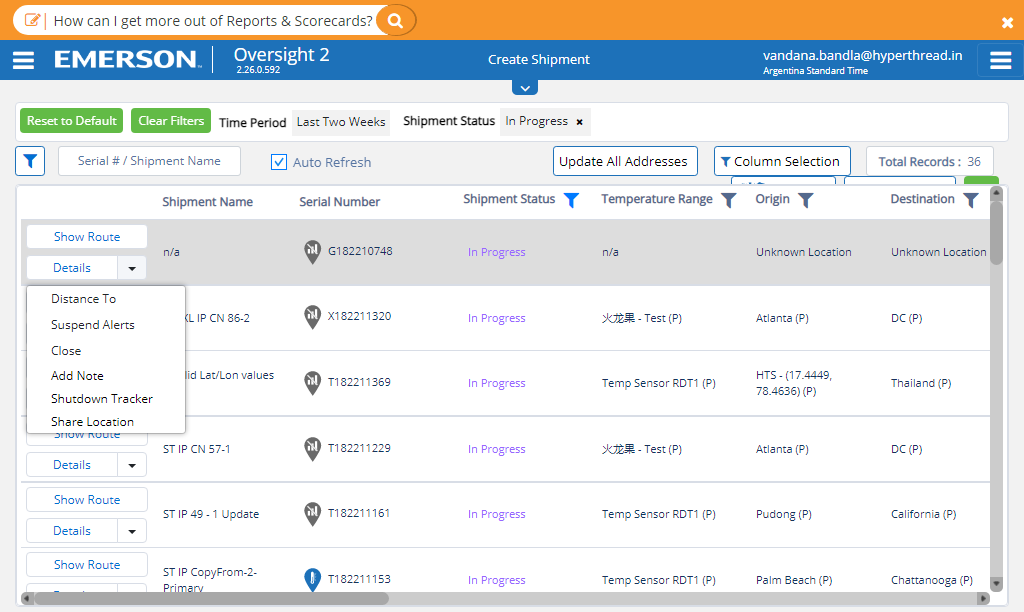 How can I get more out of Reports & Scorecards?
EMERSON
Oversight 2
2.26.0.592
Create Shipment
vandana.bandla@hyperthread.in
Argentina Standard Time
Reset to Default
Clear Filters
Time Period
Last Two Weeks
Shipment Status
In Progress ×
Serial # / Shipment Name
Auto Refresh
Update All Addresses
Column Selection
Total Records : 36
Shipment Name
Serial Number
Shipment Status
Temperature Range
Origin
Destination
Show Route
Details
n/a
G182210748
In Progress
n/a
Unknown Location
Unknown Location
Distance To
Suspend Alerts
Close
Add Note
Shutdown Tracker
Share Location
IP CN 86-2
X182211320
In Progress
火龙果 - Test (P)
Atlanta (P)
DC (P)
Lat/Lon values
T182211369
In Progress
Temp Sensor RDT1 (P)
HTS - (17.4449,
78.4636) (P)
Thailand (P)
Show Route
Details
ST IP CN 57-1
T182211229
In Progress
火龙果 - Test (P)
Atlanta (P)
DC (P)
Show Route
Details
ST IP 49 - 1 Update
T182211161
In Progress
Temp Sensor RDT1 (P)
Pudong (P)
California (P)
Show Route
ST IP CopyFrom-2-
Primary
T182211153
In Progress
Temp Sensor RDT1 (P)
Palm Beach (P)
Chattanooga (P)